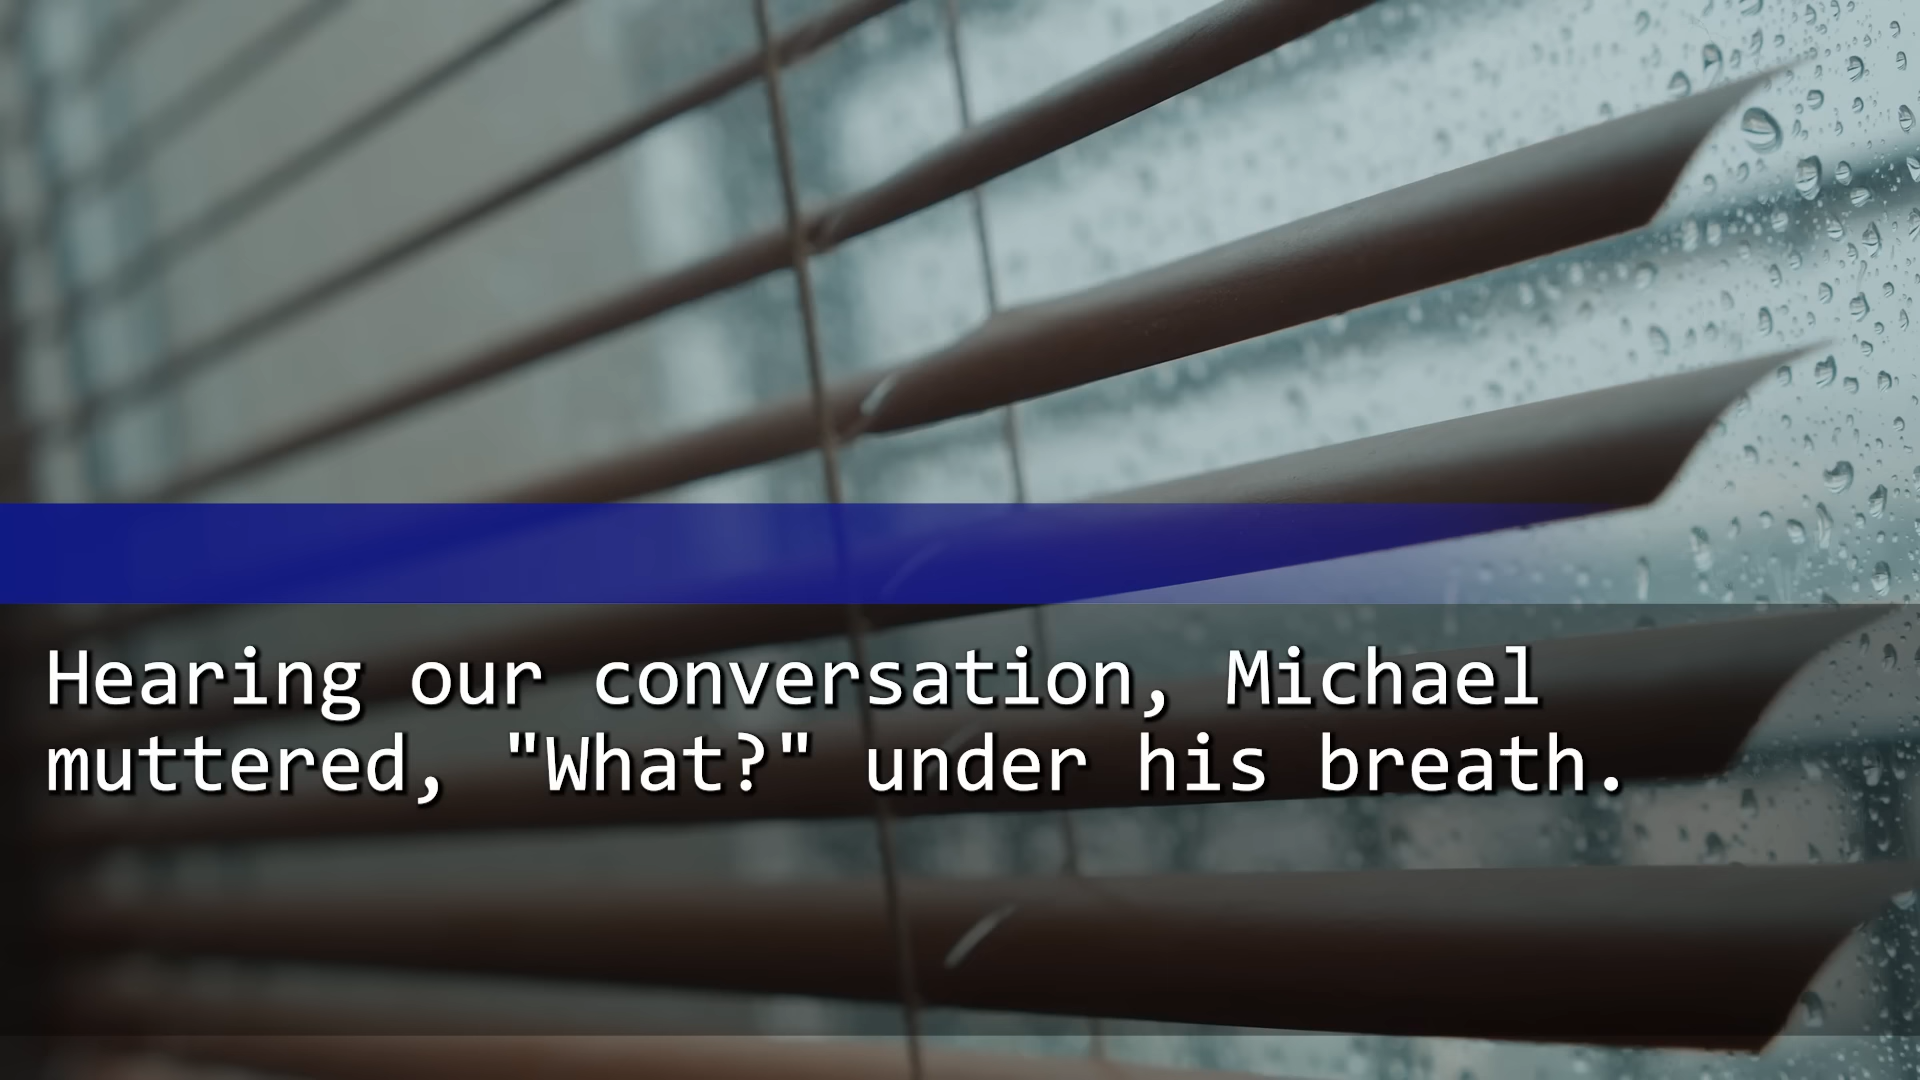 Hearing our conversation, Michael
muttered, "What?" under his breath.